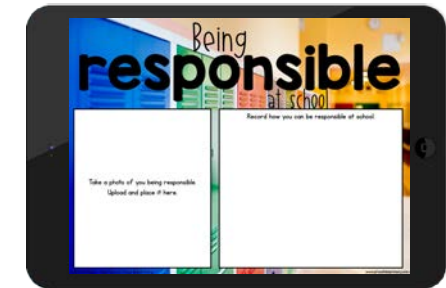 Being
responsible
at school
Take a photo of you being responsible.
Upload and place it here.
Record how you can be responsible at school.